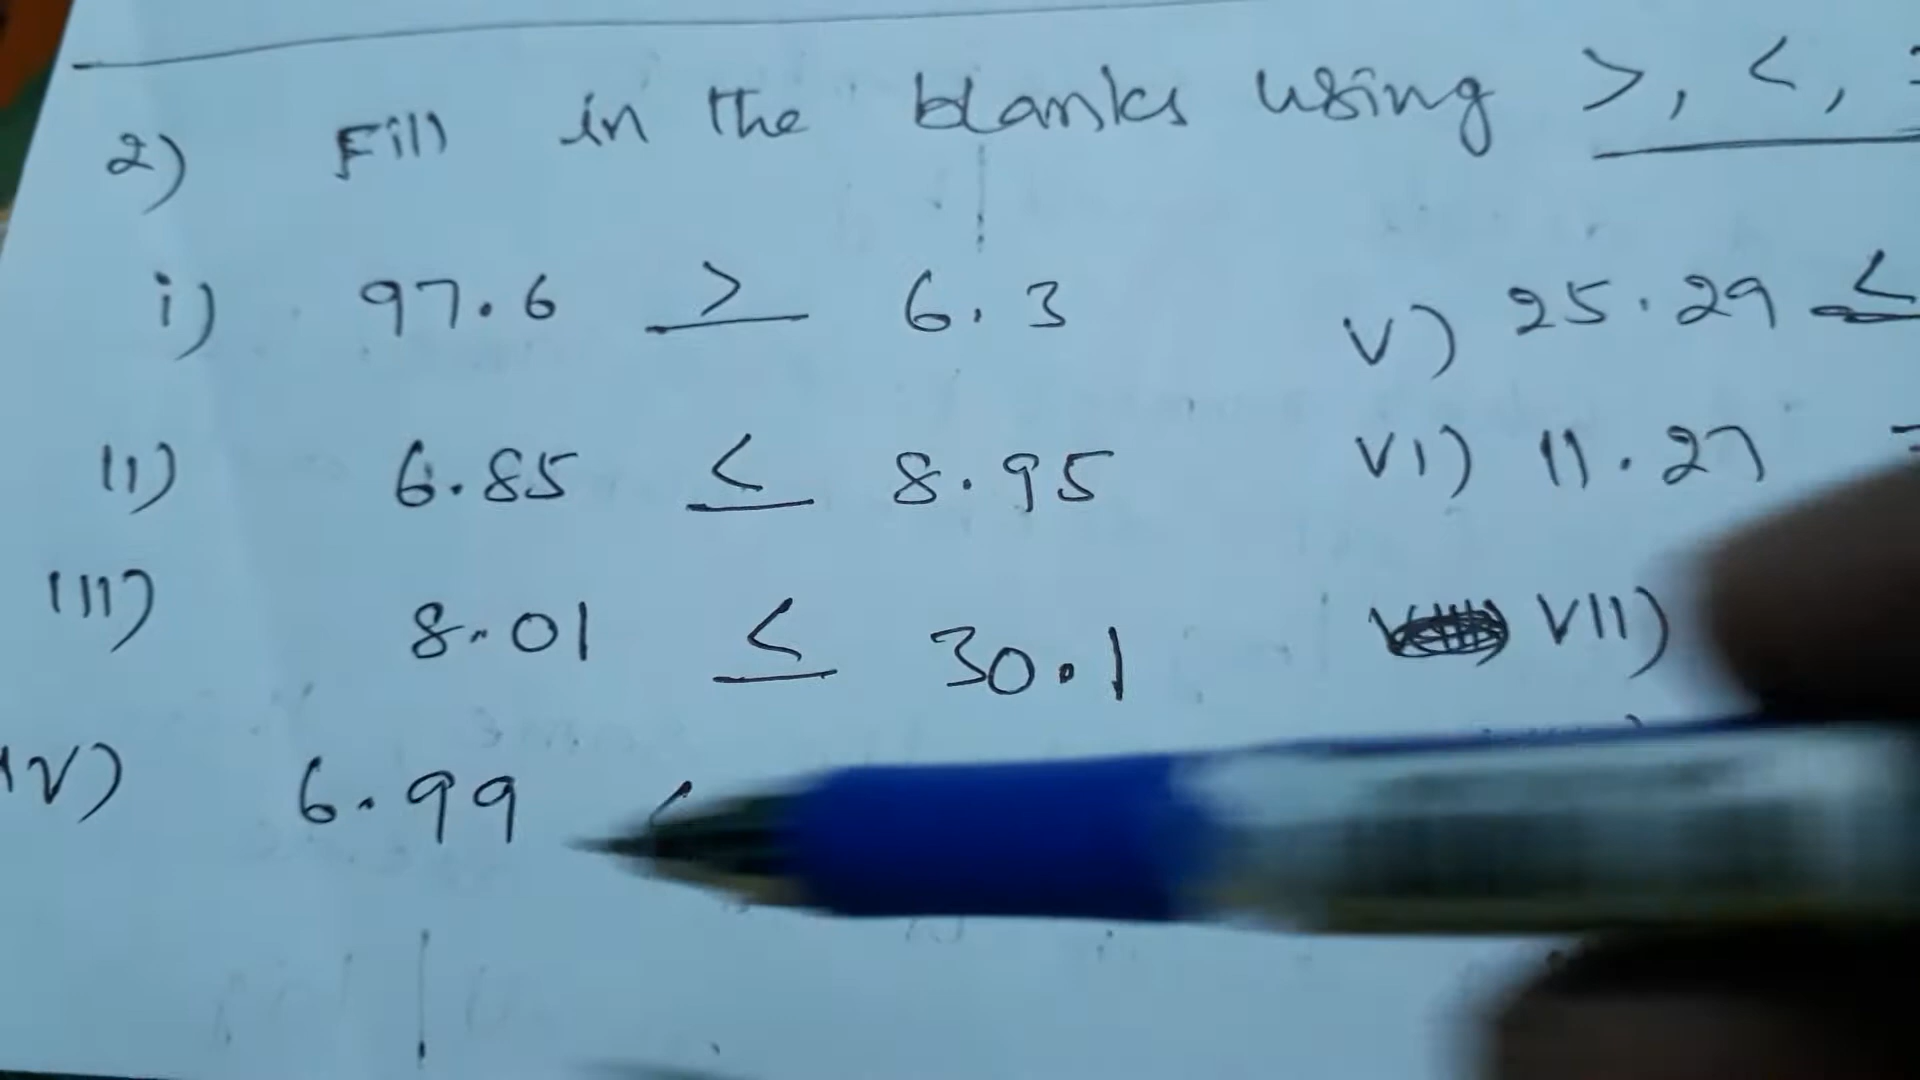 2) Fill in the blanks using >, <, =
i) 97.6 > 6.3
v) 25.29 <
ii) 6.85 < 8.95
vi) 11.27 =
iii) 8.01 < 30.1
vii)
iv) 6.99 <